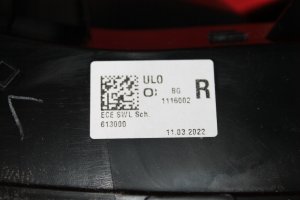 ULO BG R
O: 1116002
ECE SWL Sch.
613000
11.03.2022